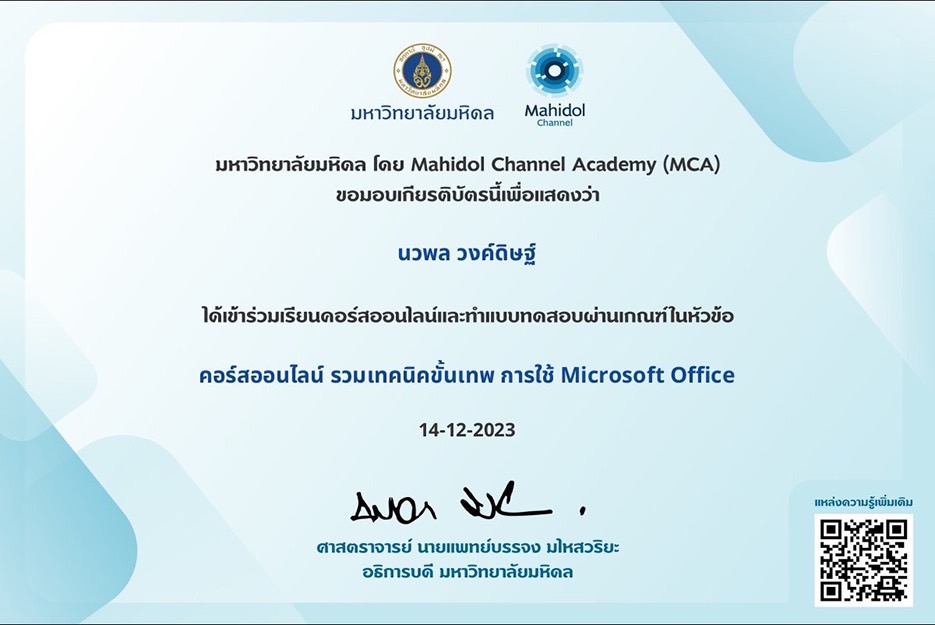 มหาวิทยาลัยมหิดล
Mahidol
Channel
มหาวิทยาลัยมหิดล โดย Mahidol Channel Academy (MCA)
ขอมอบเกียรติบัตรนี้เพื่อแสดงว่า
นวพล วงค์ดิษฐ์
ได้เข้าร่วมเรียนคอร์สออนไลน์และทำแบบทดสอบผ่านเกณฑ์ในหัวข้อ
คอร์สออนไลน์ รวมเทคนิคขั้นเทพ การใช้ Microsoft Office
14-12-2023
ศาสตราจารย์ นายแพทย์บรรจง มไหสวริยะ
อธิการบดี มหาวิทยาลัยมหิดล
แหล่งความรู้เพิ่มเติม